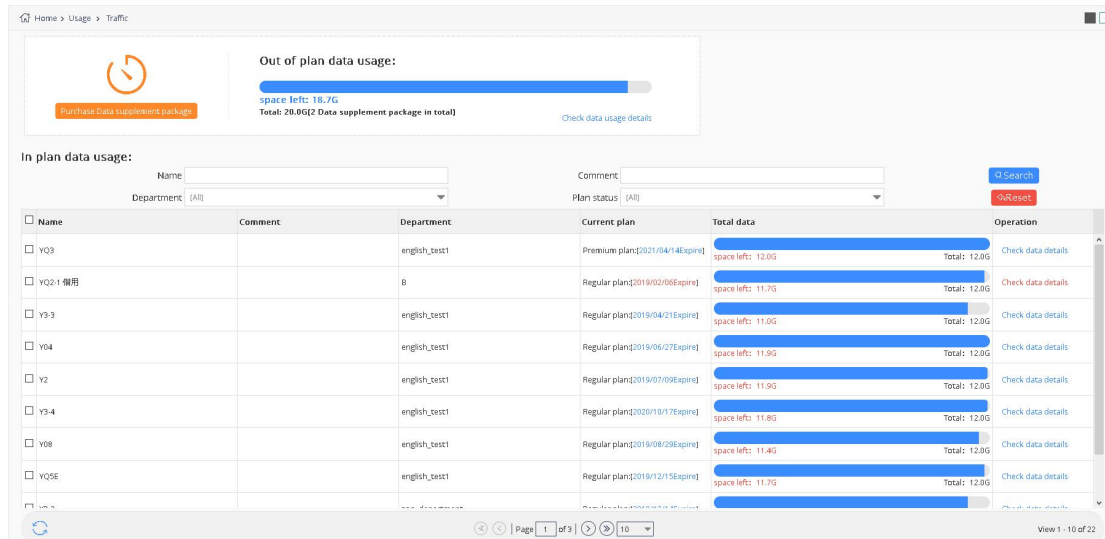 Home > Usage > Traffic
Out of plan data usage:
Purchase Data supplement package
space left: 18.7G
Total: 20.0G[2 Data supplement package in total]
Check data usage details
In plan data usage:
Name
Comment
Search
Department (All)
Plan status (All)
Reset
Name Comment Department Current plan Total data Operation
YQ3 english_test1 Premium plan:[2021/04/14Expire] space left: 12.0G Total: 12.0G Check data details
YQ2-1 借用 B Regular plan:[2019/02/06Expire] space left: 11.7G Total: 12.0G Check data details
Y3-3 english_test1 Regular plan:[2019/04/21Expire] space left: 11.0G Total: 12.0G Check data details
Y04 english_test1 Regular plan:[2019/06/27Expire] space left: 11.9G Total: 12.0G Check data details
Y2 english_test1 Regular plan:[2019/07/09Expire] space left: 11.9G Total: 12.0G Check data details
Y3-4 english_test1 Regular plan:[2020/10/17Expire] space left: 11.8G Total: 12.0G Check data details
Y08 english_test1 Regular plan:[2019/08/29Expire] space left: 11.4G Total: 12.0G Check data details
YQ5E english_test1 Regular plan:[2019/12/15Expire] space left: 11.7G Total: 12.0G Check data details
Page 1 of 3 10
View 1 - 10 of 22